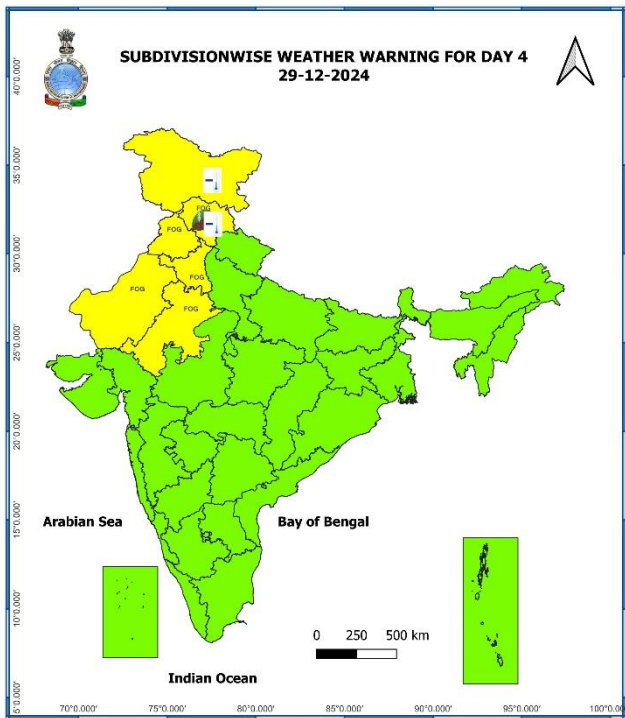 SUBDIVISIONWISE WEATHER WARNING FOR DAY 4
29-12-2024
40°0.000'
35°0.000'
FOG
FOG
30°0.000'
FOG
FOG
FOG
25°0.000'
20°0.000'
15°0.000'
Arabian Sea
Bay of Bengal
10°0.000'
0 250 500 km
Indian Ocean
5°0.000'
70°0.000' 75°0.000' 80°0.000' 85°0.000' 90°0.000' 95°0.000' 100°0.000'